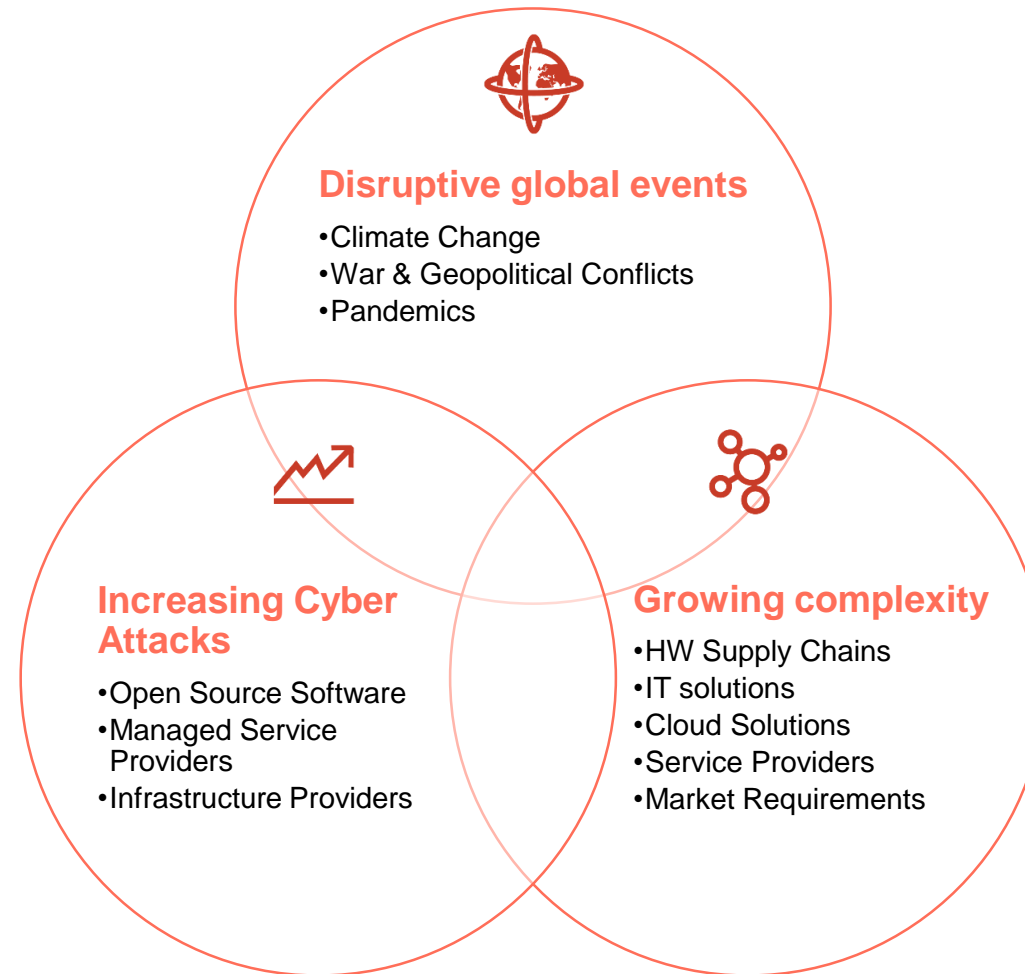 Disruptive global events
•Climate Change
•War & Geopolitical Conflicts
•Pandemics
Increasing Cyber
Attacks
•Open Source Software
•Managed Service
Providers
•Infrastructure Providers
Growing complexity
•HW Supply Chains
•IT solutions
•Cloud Solutions
•Service Providers
•Market Requirements